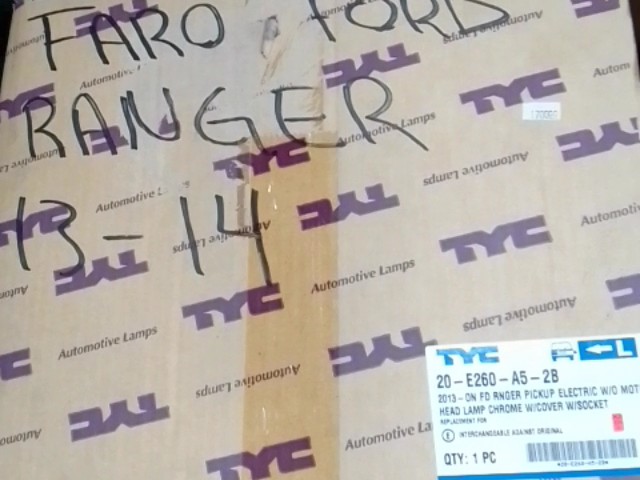 FARO FORD
RANGER
13-14
TYC
Automotive Lamps
170066
TYC ← L
20-E260-A5-2B
2013-ON FD RNGER PICKUP ELECTRIC W/O MOT
HEAD LAMP CHROME W/COVER W/SOCKET
REPLACEMENT FOR
E INTERCHANGEABLE AGAINST ORIGINAL
QTY: 1 PC